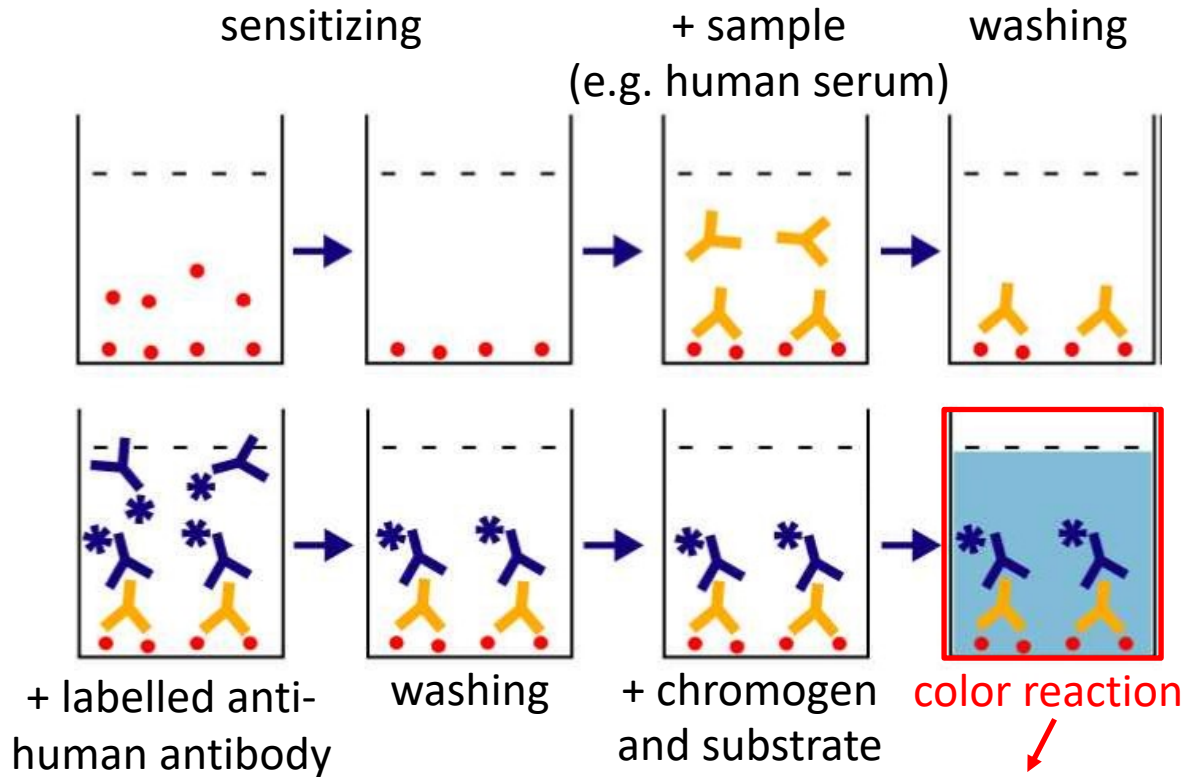 sensitizing
+ sample
(e.g. human serum)
washing
+ labelled anti-
human antibody
washing
+ chromogen
and substrate
color reaction